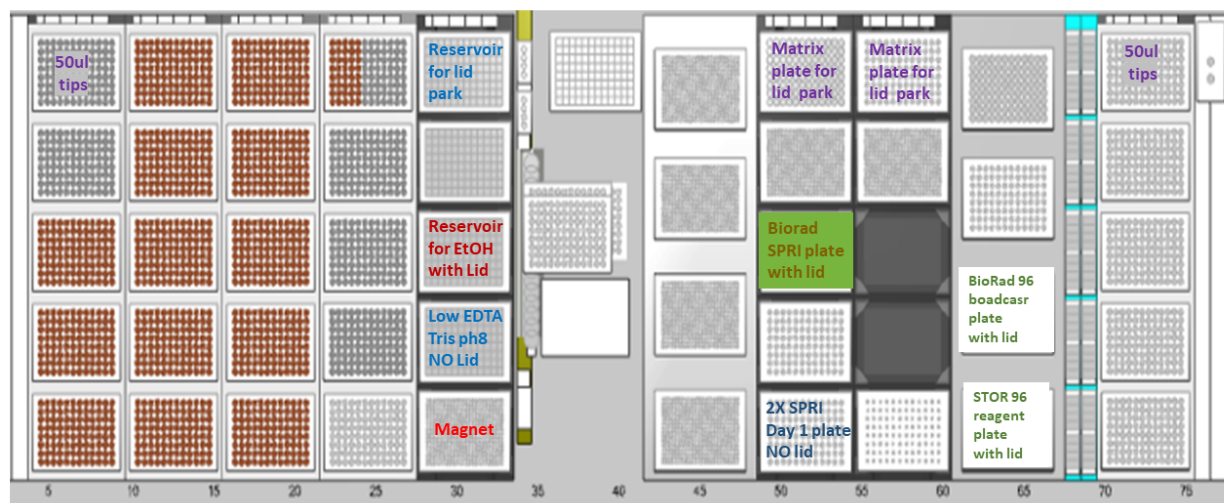 50ul
tips
Reservoir
for lid
park
Reservoir
for EtOH
with Lid
Low EDTA
Tris ph8
NO Lid
Magnet
Matrix
plate for
lid park
Matrix
plate for
lid park
Biorad
SPRI plate
with lid
2X SPRI
Day 1 plate
NO lid
BioRad 96
boadcasr
plate
with lid
STOR 96
reagent
plate
with lid
50ul
tips
5 10 15 20 25 30 35 40 45 50 55 60 65 70 75